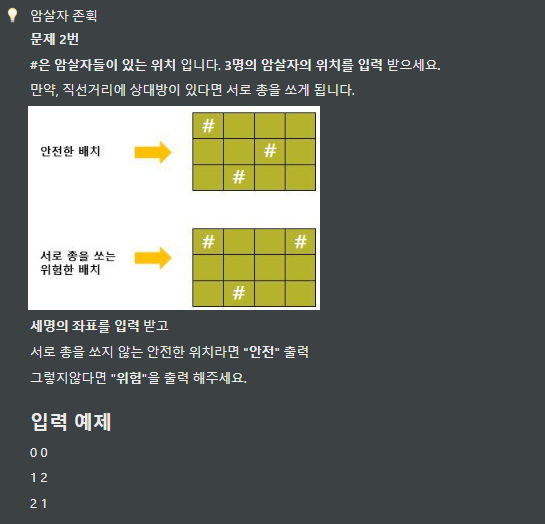 암살자 존휙
문제 2번
#은 암살자들이 있는 위치 입니다. 3명의 암살자의 위치를 입력 받으세요.
만약, 직선거리에 상대방이 있다면 서로 총을 쏘게 됩니다.
#
안전한 배치 #
#
# #
서로 총을 쏘는
위험한 배치
#
세명의 좌표를 입력 받고
서로 총을 쏘지 않는 안전한 위치라면 "안전" 출력
그렇지않다면 "위험"을 출력 해주세요.
입력 예제
0 0
1 2
2 1